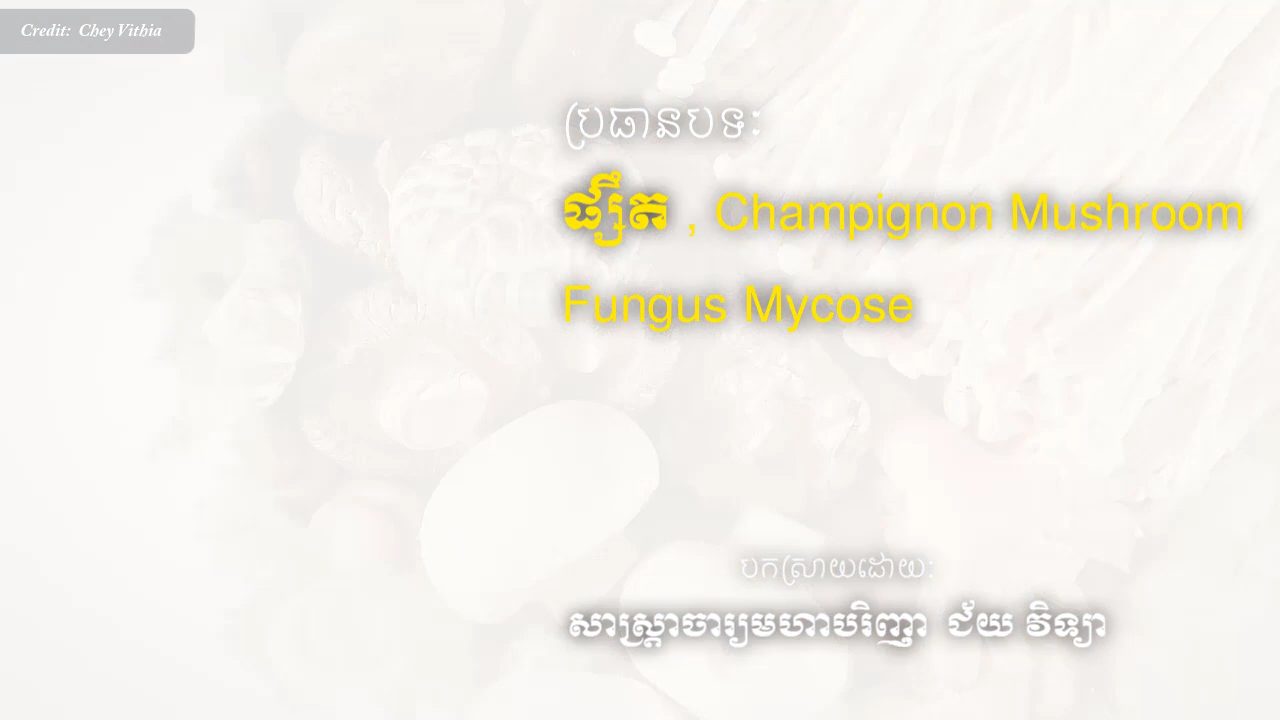 Credit: Chey Vithia
ប្រធានបទ:
ផ្សឹត , Champignon Mushroom
Fungus Mycose
បកស្រាយដោយ:
សាស្ត្រាចារ្យមហាបរិញ្ញា ជ័យ វិទ្យា